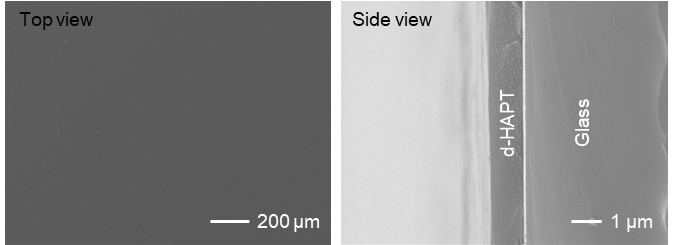 Top view
200 μm
Side view
d-HAPT
Glass
1 μm